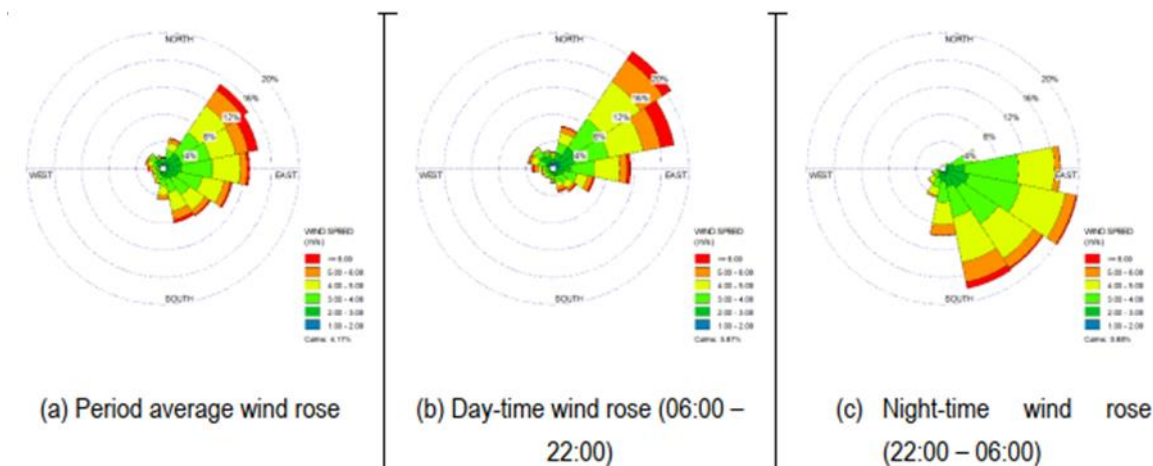 NORTH
20%
16%
12%
8%
4%
WEST
EAST
WIND SPEED
(m/s)
>= 6.00
5.00 - 6.00
4.00 - 5.00
3.00 - 4.00
2.00 - 3.00
1.00 - 2.00
SOUTH
Calms: 4.17%
(a) Period average wind rose
NORTH
20%
16%
12%
8%
4%
WEST
EAST
WIND SPEED
(m/s)
>= 6.00
5.00 - 6.00
4.00 - 5.00
3.00 - 4.00
2.00 - 3.00
1.00 - 2.00
SOUTH
Calms:
(b) Day-time wind rose (06:00 –
22:00)
NORTH
20%
16%
12%
8%
4%
WEST
EAST
WIND SPEED
(m/s)
>= 6.00
5.00 - 6.00
4.00 - 5.00
3.00 - 4.00
2.00 - 3.00
1.00 - 2.00
SOUTH
Calms:
(c) Night-time wind rose
(22:00 – 06:00)